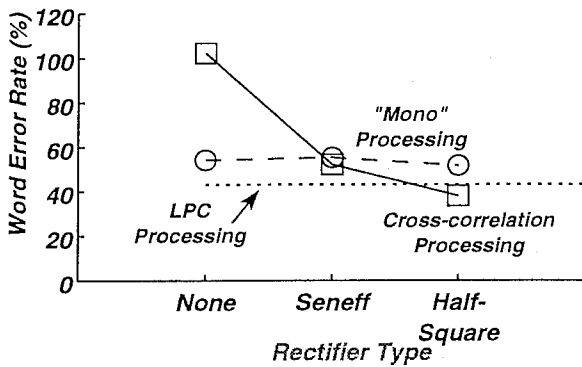 Word Error Rate (%)
120
100
80
60
40
20
0
"Mono"
Processing
LPC
Processing
Cross-correlation
Processing
None
Seneff
Half-
Square
Rectifier Type